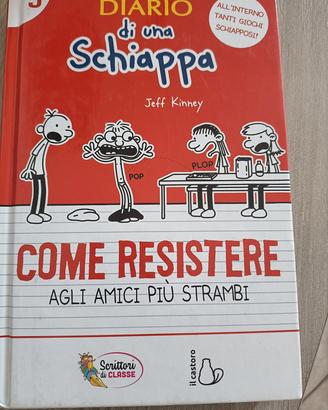 DIARIO
di una
Schiappa
ALL'INTERNO
TANTI GIOCHI
SCHIAPPOSI!
Jeff Kinney
POP
PLOP
COME RESISTERE
AGLI AMICI PIÙ STRAMBI
Scrittori
di CLASSE
il castoro